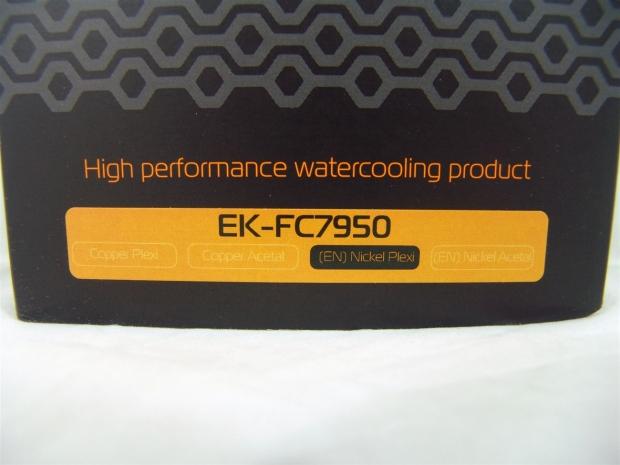 High performance watercooling product
EK-FC7950
Copper Plexi Copper Acetal (EN) Nickel Plexi (EN) Nickel Acetal